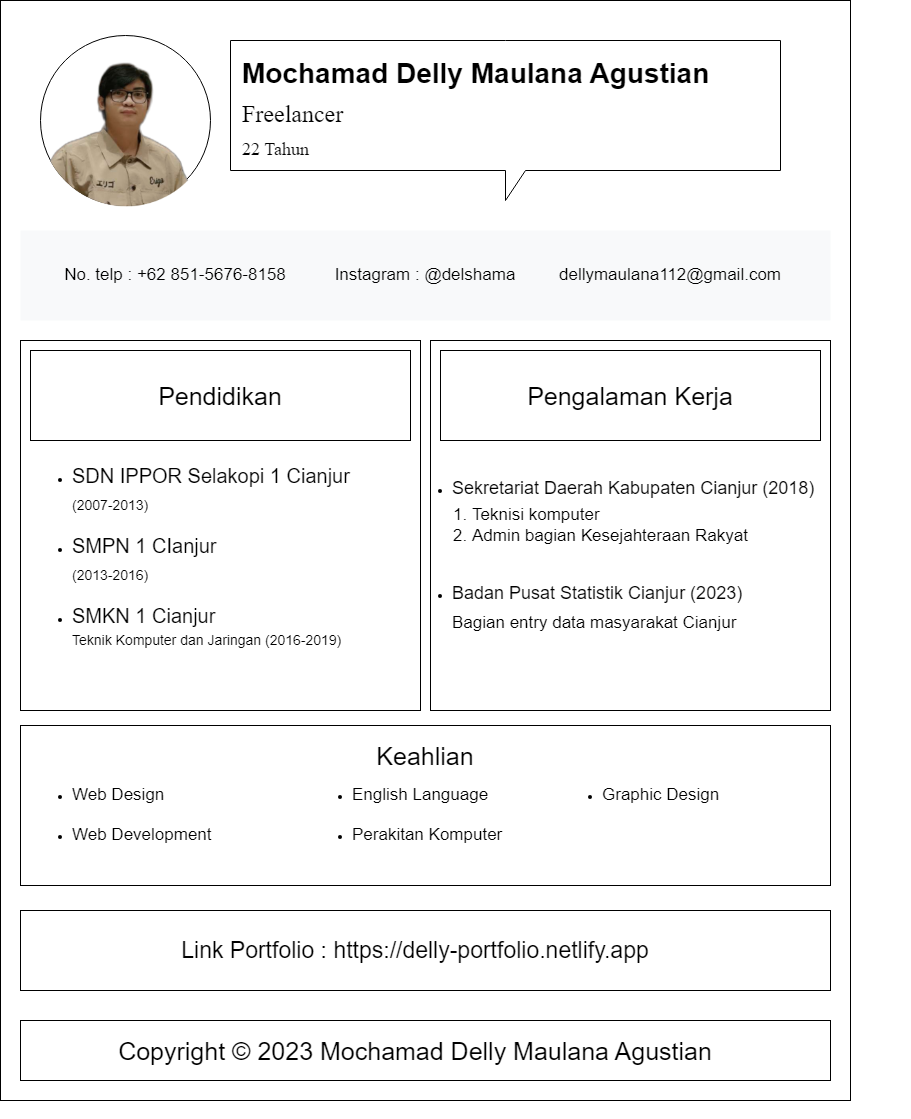 Mochamad Delly Maulana Agustian
Freelancer
22 Tahun
エリゴ
No. telp : +62 851-5676-8158
Instagram : @delshama
dellymaulana112@gmail.com
Pendidikan
• SDN IPPOR Selakopi 1 Cianjur
(2007-2013)
• SMPN 1 CIanjur
(2013-2016)
• SMKN 1 Cianjur
Teknik Komputer dan Jaringan (2016-2019)
Pengalaman Kerja
• Sekretariat Daerah Kabupaten Cianjur (2018)
1. Teknisi komputer
2. Admin bagian Kesejahteraan Rakyat
• Badan Pusat Statistik Cianjur (2023)
Bagian entry data masyarakat Cianjur
Keahlian
• Web Design
• English Language
• Graphic Design
• Web Development
• Perakitan Komputer
Link Portfolio : https://delly-portfolio.netlify.app
Copyright © 2023 Mochamad Delly Maulana Agustian